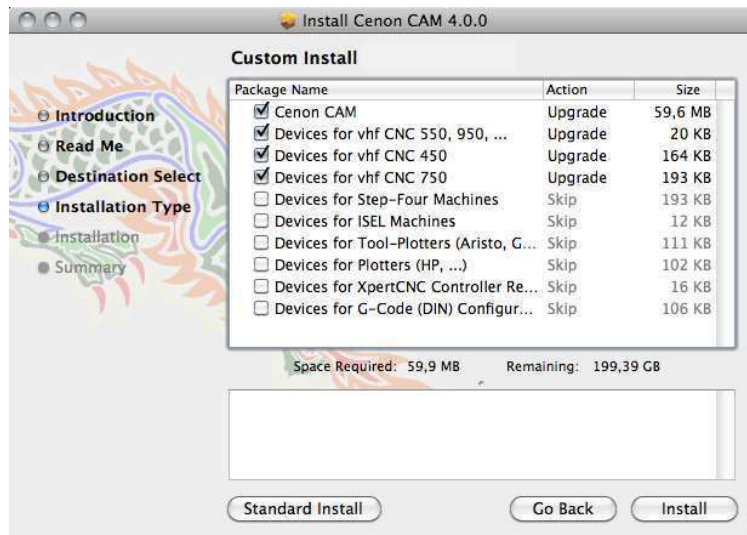 Install Cenon CAM 4.0.0
Custom Install
Introduction
Read Me
Destination Select
Installation Type
Installation
Summary
Package Name Action Size
Cenon CAM Upgrade 59,6 MB
Devices for vhf CNC 550, 950, ... Upgrade 20 KB
Devices for vhf CNC 450 Upgrade 164 KB
Devices for vhf CNC 750 Upgrade 193 KB
Devices for Step-Four Machines Skip 193 KB
Devices for ISEL Machines Skip 12 KB
Devices for Tool-Plotters (Aristo, G... Skip 111 KB
Devices for Plotters (HP, ...) Skip 102 KB
Devices for XpertCNC Controller Re... Skip 16 KB
Devices for G-Code (DIN) Configur... Skip 106 KB
Space Required: 59,9 MB Remaining: 199,39 GB
Standard Install Go Back Install